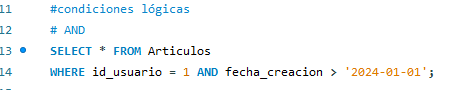 11 #condiciones lógicas
12 # AND
13 SELECT * FROM Articulos
14 WHERE id_usuario = 1 AND fecha_creacion > '2024-01-01';